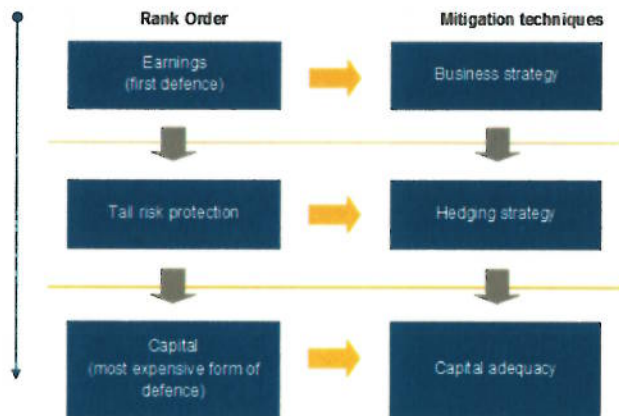 Rank Order
Mitigation techniques
Earnings
(first defence)
Business strategy
Tail risk protection
Hedging strategy
Capital
(most expensive form of
defence)
Capital adequacy